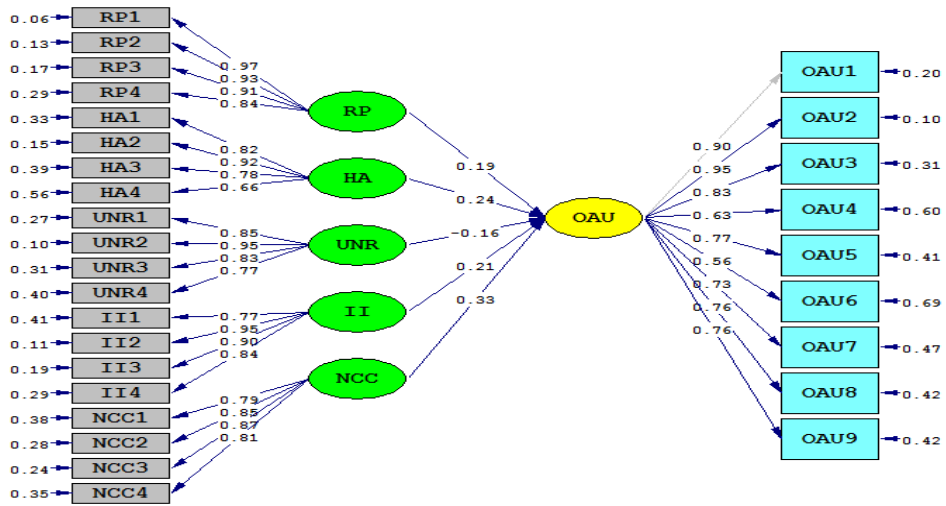 0.06 RP1
0.13 RP2
0.17 RP3
0.29 RP4
0.33 HA1
0.15 HA2
0.39 HA3
0.56 HA4
0.27 UNR1
0.10 UNR2
0.31 UNR3
0.40 UNR4
0.41 II1
0.11 II2
0.19 II3
0.29 II4
0.38 NCC1
0.28 NCC2
0.24 NCC3
0.35 NCC4
0.97
0.93
0.91
0.84
0.82
0.92
0.78
0.66
0.85
0.95
0.83
0.77
0.77
0.95
0.90
0.84
0.79
0.85
0.87
0.81
RP
HA
UNR
II
NCC
0.19
0.24
-0.16
0.21
0.33
OAU
0.90
0.95
0.83
0.63
0.77
0.56
0.73
0.76
0.76
OAU1 0.20
OAU2 0.10
OAU3 0.31
OAU4 0.60
OAU5 0.41
OAU6 0.69
OAU7 0.47
OAU8 0.42
OAU9 0.42